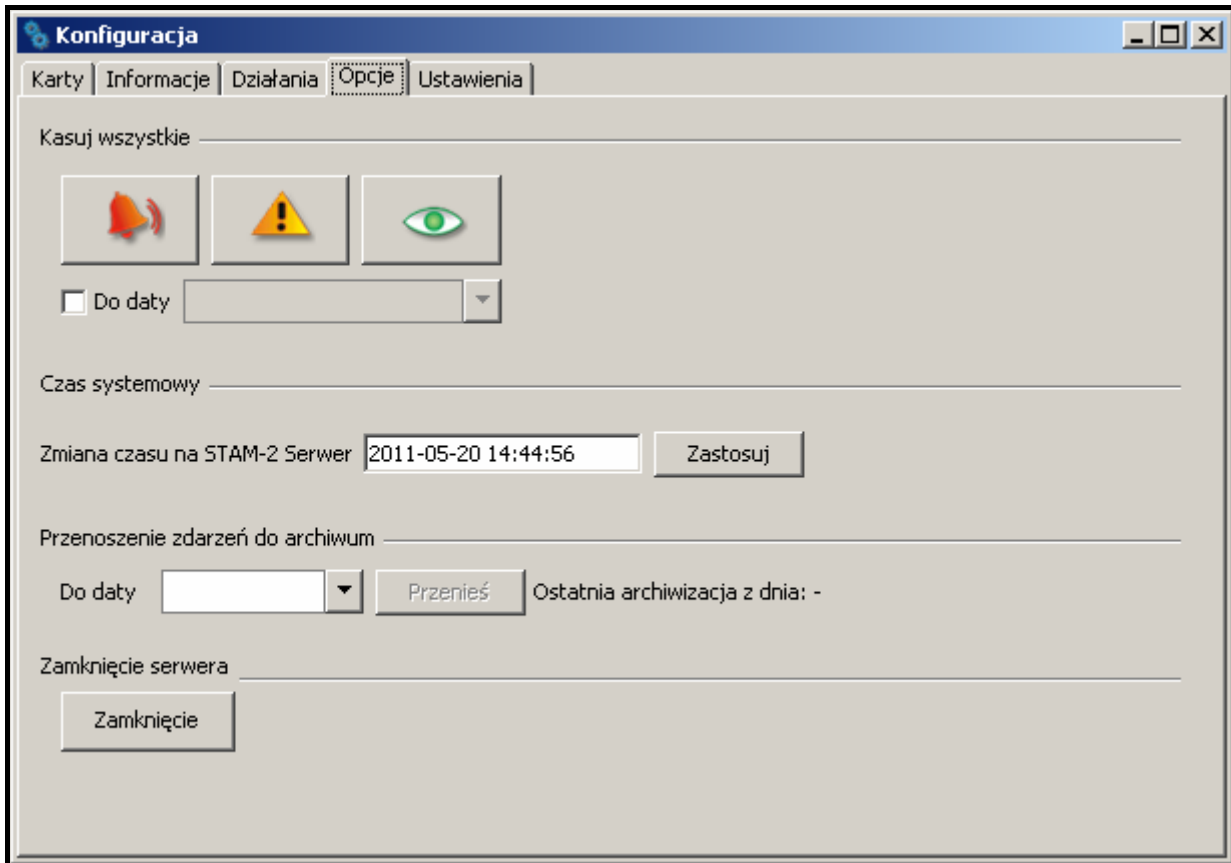 Konfiguracja
Karty Informacje Działania Opcje Ustawienia
Kasuj wszystkie
Do daty
Czas systemowy
Zmiana czasu na STAM-2 Serwer 2011-05-20 14:44:56 Zastosuj
Przenoszenie zdarzeń do archiwum
Do daty Przenieś Ostatnia archiwizacja z dnia: -
Zamknięcie serwera
Zamknięcie